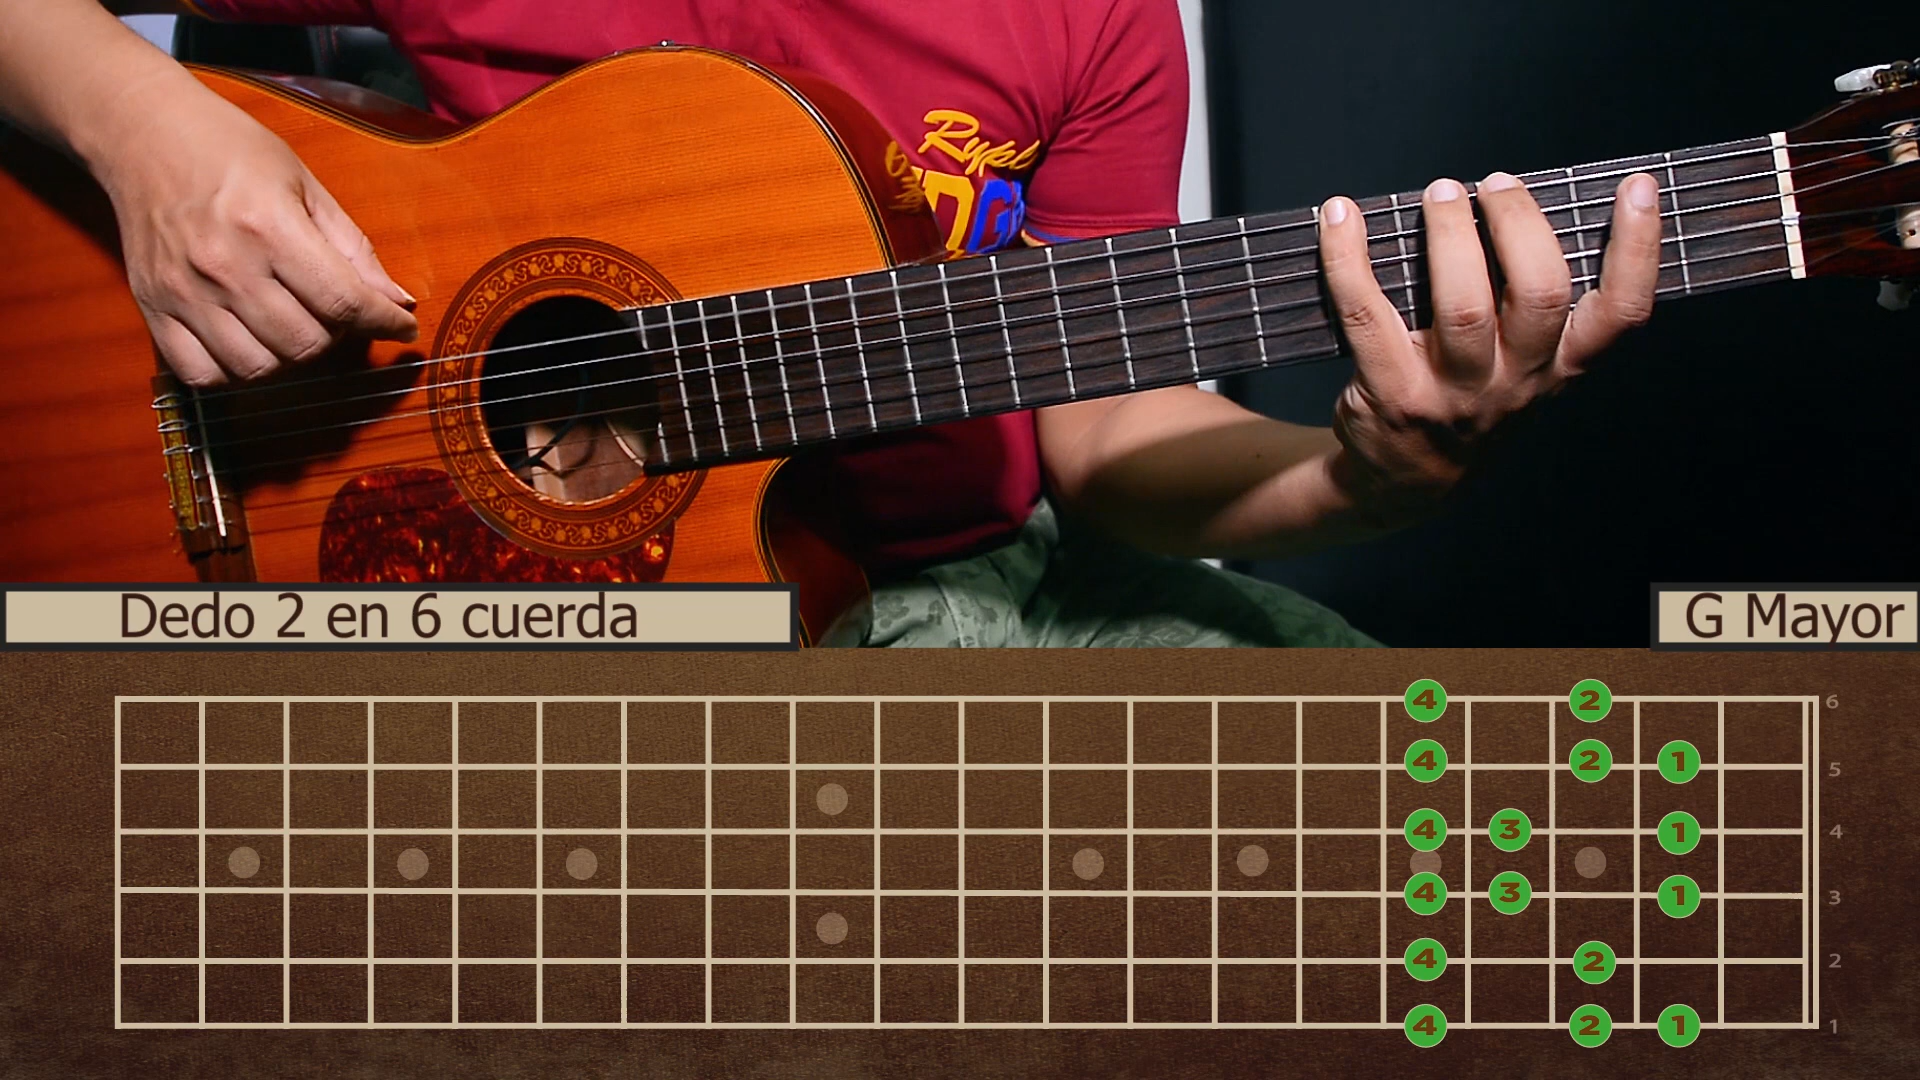 Rykl
Dedo 2 en 6 cuerda
G Mayor
4 2 6
4 2 1 5
4 3 1 4
4 3 1 3
4 2 2
4 2 1 1